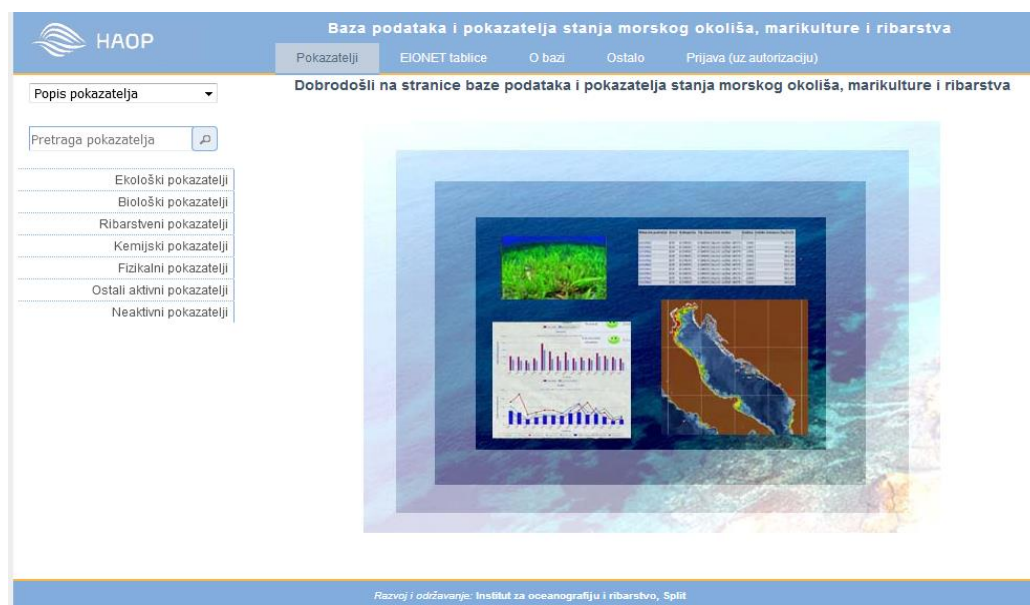 HAOP
Baza podataka i pokazatelja stanja morskog okoliša, marikulture i ribarstva
Pokazatelji EIONET tablice O bazi Ostalo Prijava (uz autorizaciju)
Popis pokazatelja
Dobrodošli na stranice baze podataka i pokazatelja stanja morskog okoliša, marikulture i ribarstva
Pretraga pokazatelja
Ekološki pokazatelji
Biološki pokazatelji
Ribarstveni pokazatelji
Kemijski pokazatelji
Fizikalni pokazatelji
Ostali aktivni pokazatelji
Neaktivni pokazatelji
Razvoj i održavanje: Institut za oceanografiju i ribarstvo, Split